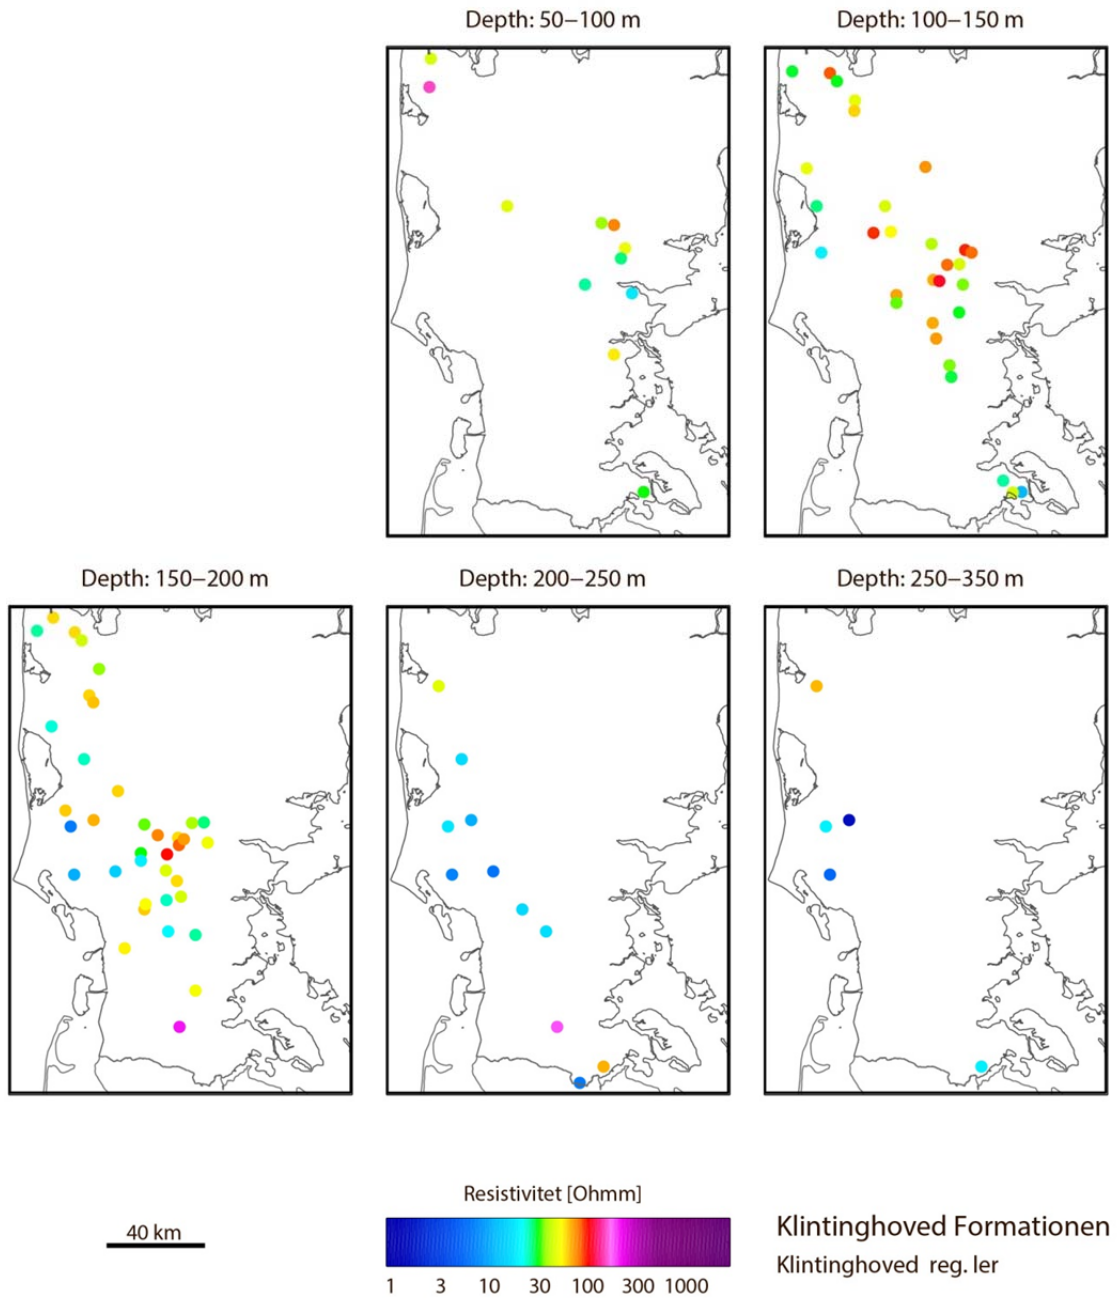 Depth: 50–100 m
Depth: 100–150 m
Depth: 150–200 m
Depth: 200–250 m
Depth: 250–350 m
Resistivitet [Ohmm]
40 km
1 3 10 30 100 300 1000
Klintinghoved Formationen
Klintinghoved reg. ler